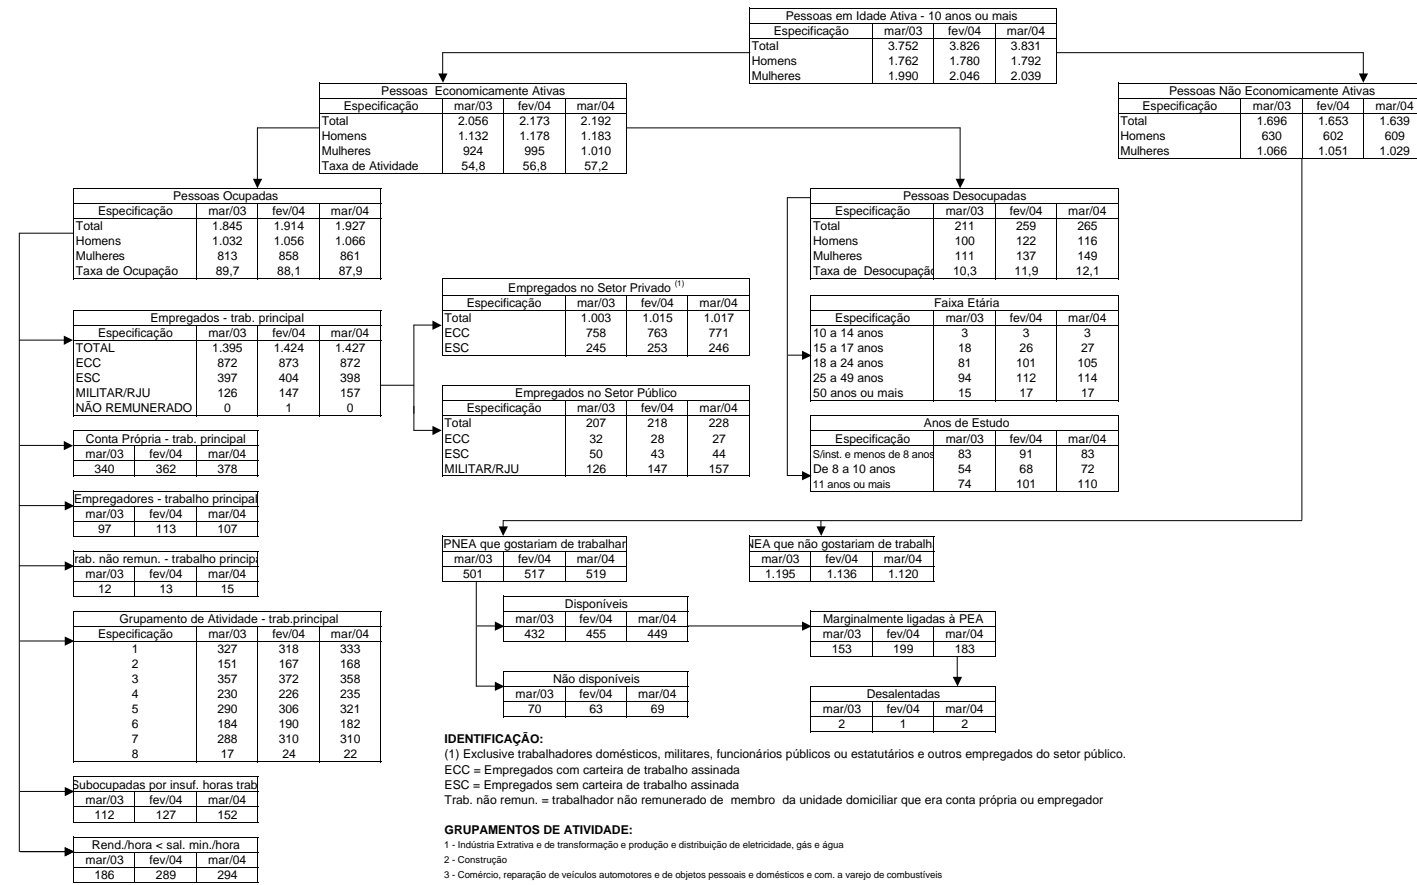 Pessoas em Idade Ativa - 10 anos ou mais
Especificação mar/03 fev/04 mar/04
Total 3.752 3.826 3.831
Homens 1.762 1.780 1.792
Mulheres 1.990 2.046 2.039
Pessoas Economicamente Ativas
Especificação mar/03 fev/04 mar/04
Total 2.056 2.173 2.192
Homens 1.132 1.178 1.183
Mulheres 924 995 1.010
Taxa de Atividade 54,8 56,8 57,2
Pessoas Não Economicamente Ativas
Especificação mar/03 fev/04 mar/04
Total 1.696 1.653 1.639
Homens 630 602 609
Mulheres 1.066 1.051 1.029
Pessoas Ocupadas
Especificação mar/03 fev/04 mar/04
Total 1.845 1.914 1.927
Homens 1.032 1.056 1.066
Mulheres 813 858 861
Taxa de Ocupação 89,7 88,1 87,9
Pessoas Desocupadas
Especificação mar/03 fev/04 mar/04
Total 211 259 265
Homens 100 122 116
Mulheres 111 137 149
Taxa de Desocupaçã 10,3 11,9 12,1
Empregados - trab. principal
Especificação mar/03 fev/04 mar/04
TOTAL 1.395 1.424 1.427
ECC 872 873 872
ESC 397 404 398
MILITAR/RJU 126 147 157
NÃO REMUNERADO 0 1 0
Empregados no Setor Privado (1)
Especificação mar/03 fev/04 mar/04
Total 1.003 1.015 1.017
ECC 758 763 771
ESC 245 253 246
Empregados no Setor Público
Especificação mar/03 fev/04 mar/04
Total 207 218 228
ECC 32 28 27
ESC 50 43 44
MILITAR/RJU 126 147 157
Faixa Etária
Especificação mar/03 fev/04 mar/04
10 a 14 anos 3 3 3
15 a 17 anos 18 26 27
18 a 24 anos 81 101 105
25 a 49 anos 94 112 114
50 anos ou mais 15 17 17
Anos de Estudo
Especificação mar/03 fev/04 mar/04
S/inst. e menos de 8 anos 83 91 83
De 8 a 10 anos 54 68 72
11 anos ou mais 74 101 110
Conta Própria - trab. principal
mar/03 fev/04 mar/04
340 362 378
Empregadores - trabalho principal
mar/03 fev/04 mar/04
97 113 107
rab. não remun. - trabalho principa
mar/03 fev/04 mar/04
12 13 15
PNEA que gostariam de trabalhar
mar/03 fev/04 mar/04
501 517 519
NEA que não gostariam de trabalh
mar/03 fev/04 mar/04
1.195 1.136 1.120
Disponíveis
mar/03 fev/04 mar/04
432 455 449
Marginalmente ligadas à PEA
mar/03 fev/04 mar/04
153 199 183
Não disponíveis
mar/03 fev/04 mar/04
70 63 69
Desalentadas
mar/03 fev/04 mar/04
2 1 2
Grupamento de Atividade - trab.principal
Especificação mar/03 fev/04 mar/04
1 327 318 333
2 151 167 168
3 357 372 358
4 230 226 235
5 290 306 321
6 184 190 182
7 288 310 310
8 17 24 22
Subocupadas por insuf. horas trab
mar/03 fev/04 mar/04
112 127 152
Rend./hora < sal. min./hora
mar/03 fev/04 mar/04
186 289 294
IDENTIFICAÇÃO:
(1) Exclusive trabalhadores domésticos, militares, funcionários públicos ou estatutários e outros empregados do setor público.
ECC = Empregados com carteira de trabalho assinada
ESC = Empregados sem carteira de trabalho assinada
Trab. não remun. = trabalhador não remunerado de membro da unidade domiciliar que era conta própria ou empregador
GRUPAMENTOS DE ATIVIDADE:
1 - Indústria Extrativa e de transformação e produção e distribuição de eletricidade, gás e água
2 - Construção
3 - Comércio, reparação de veículos automotores e de objetos pessoais e domésticos e com. a varejo de combustíveis